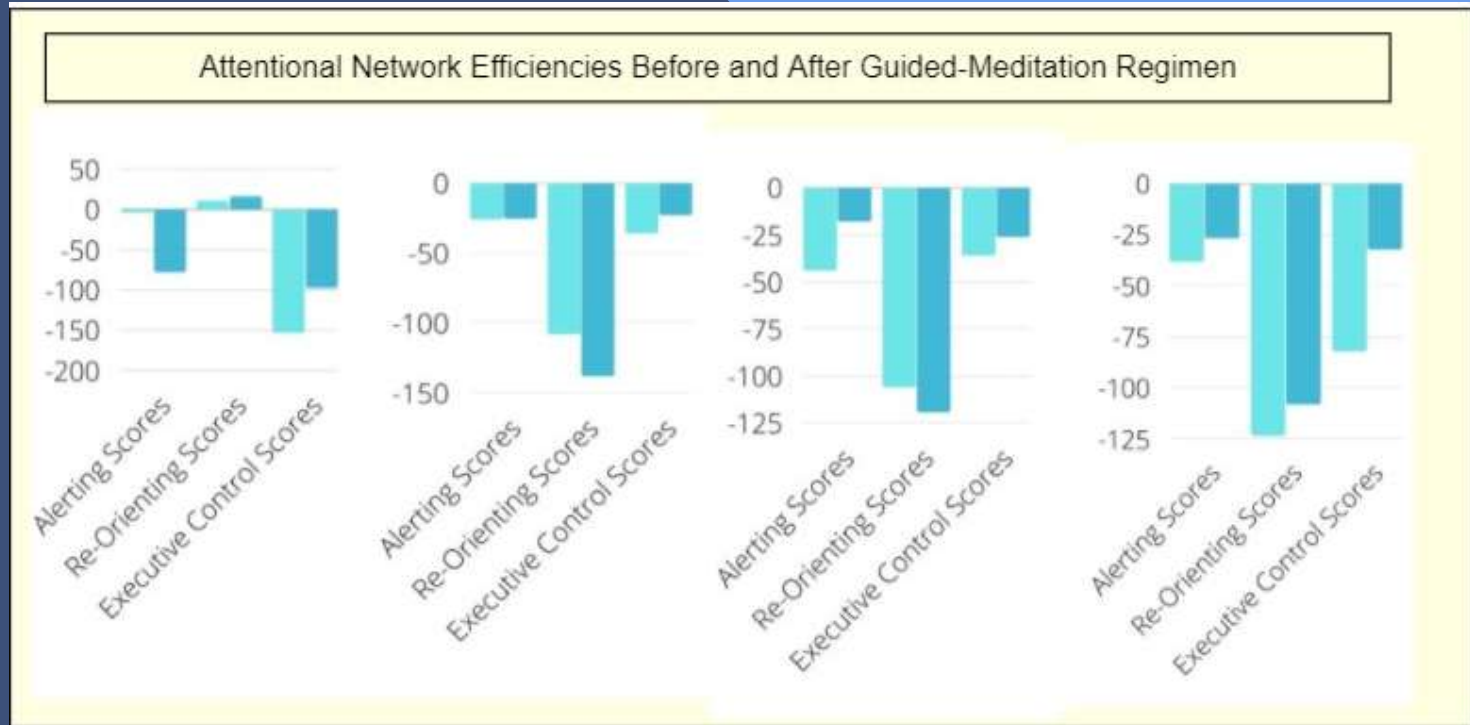 Attentional Network Efficiencies Before and After Guided-Meditation Regimen
50
0
-50
-100
-150
-200
Alerting Scores
Re-Orienting Scores
Executive Control Scores
0
-50
-100
-150
Alerting Scores
Re-Orienting Scores
Executive Control Scores
0
-25
-50
-75
-100
-125
Alerting Scores
Re-Orienting Scores
Executive Control Scores
0
-25
-50
-75
-100
-125
Alerting Scores
Re-Orienting Scores
Executive Control Scores